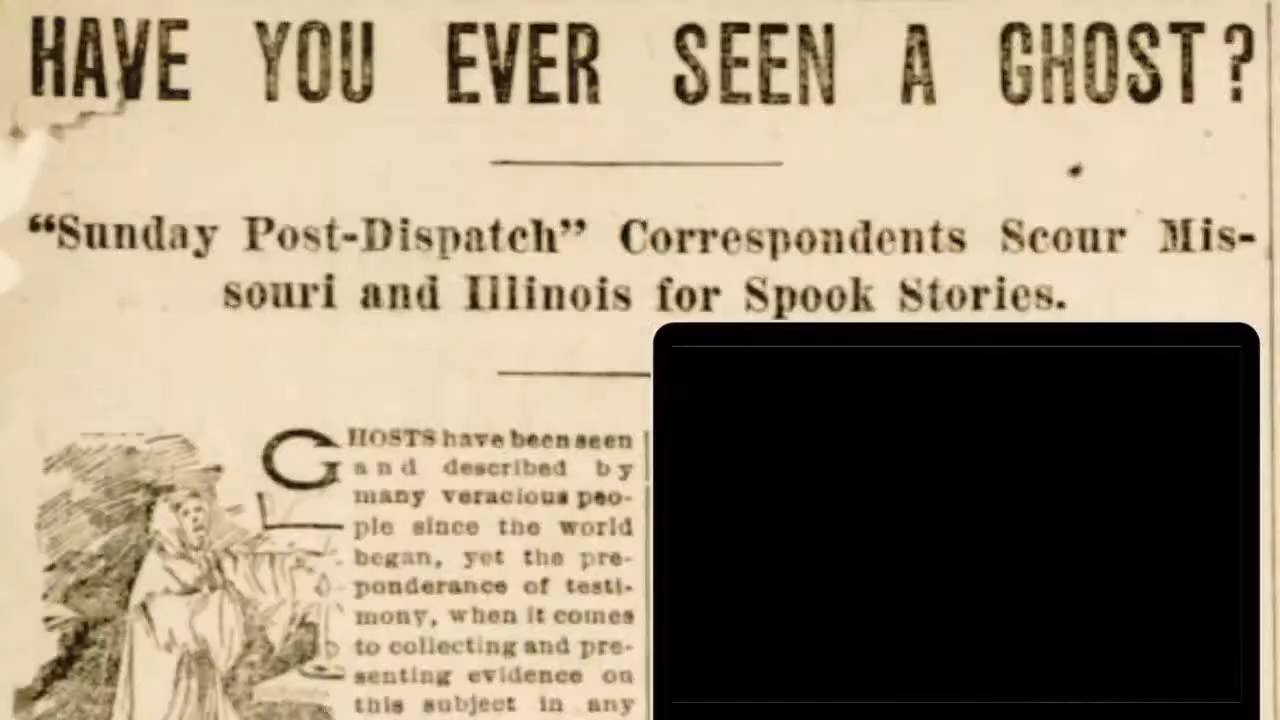 HAVE YOU EVER SEEN A GHOST?
“Sunday Post-Dispatch” Correspondents Scour Mis-
souri and Illinois for Spook Stories.
GHOSTS have been seen
and described by
many veracious peo-
ple since the world
began, yet the pre-
ponderance of testi-
mony, when it comes
to collecting and pre-
senting evidence on
this subject in any